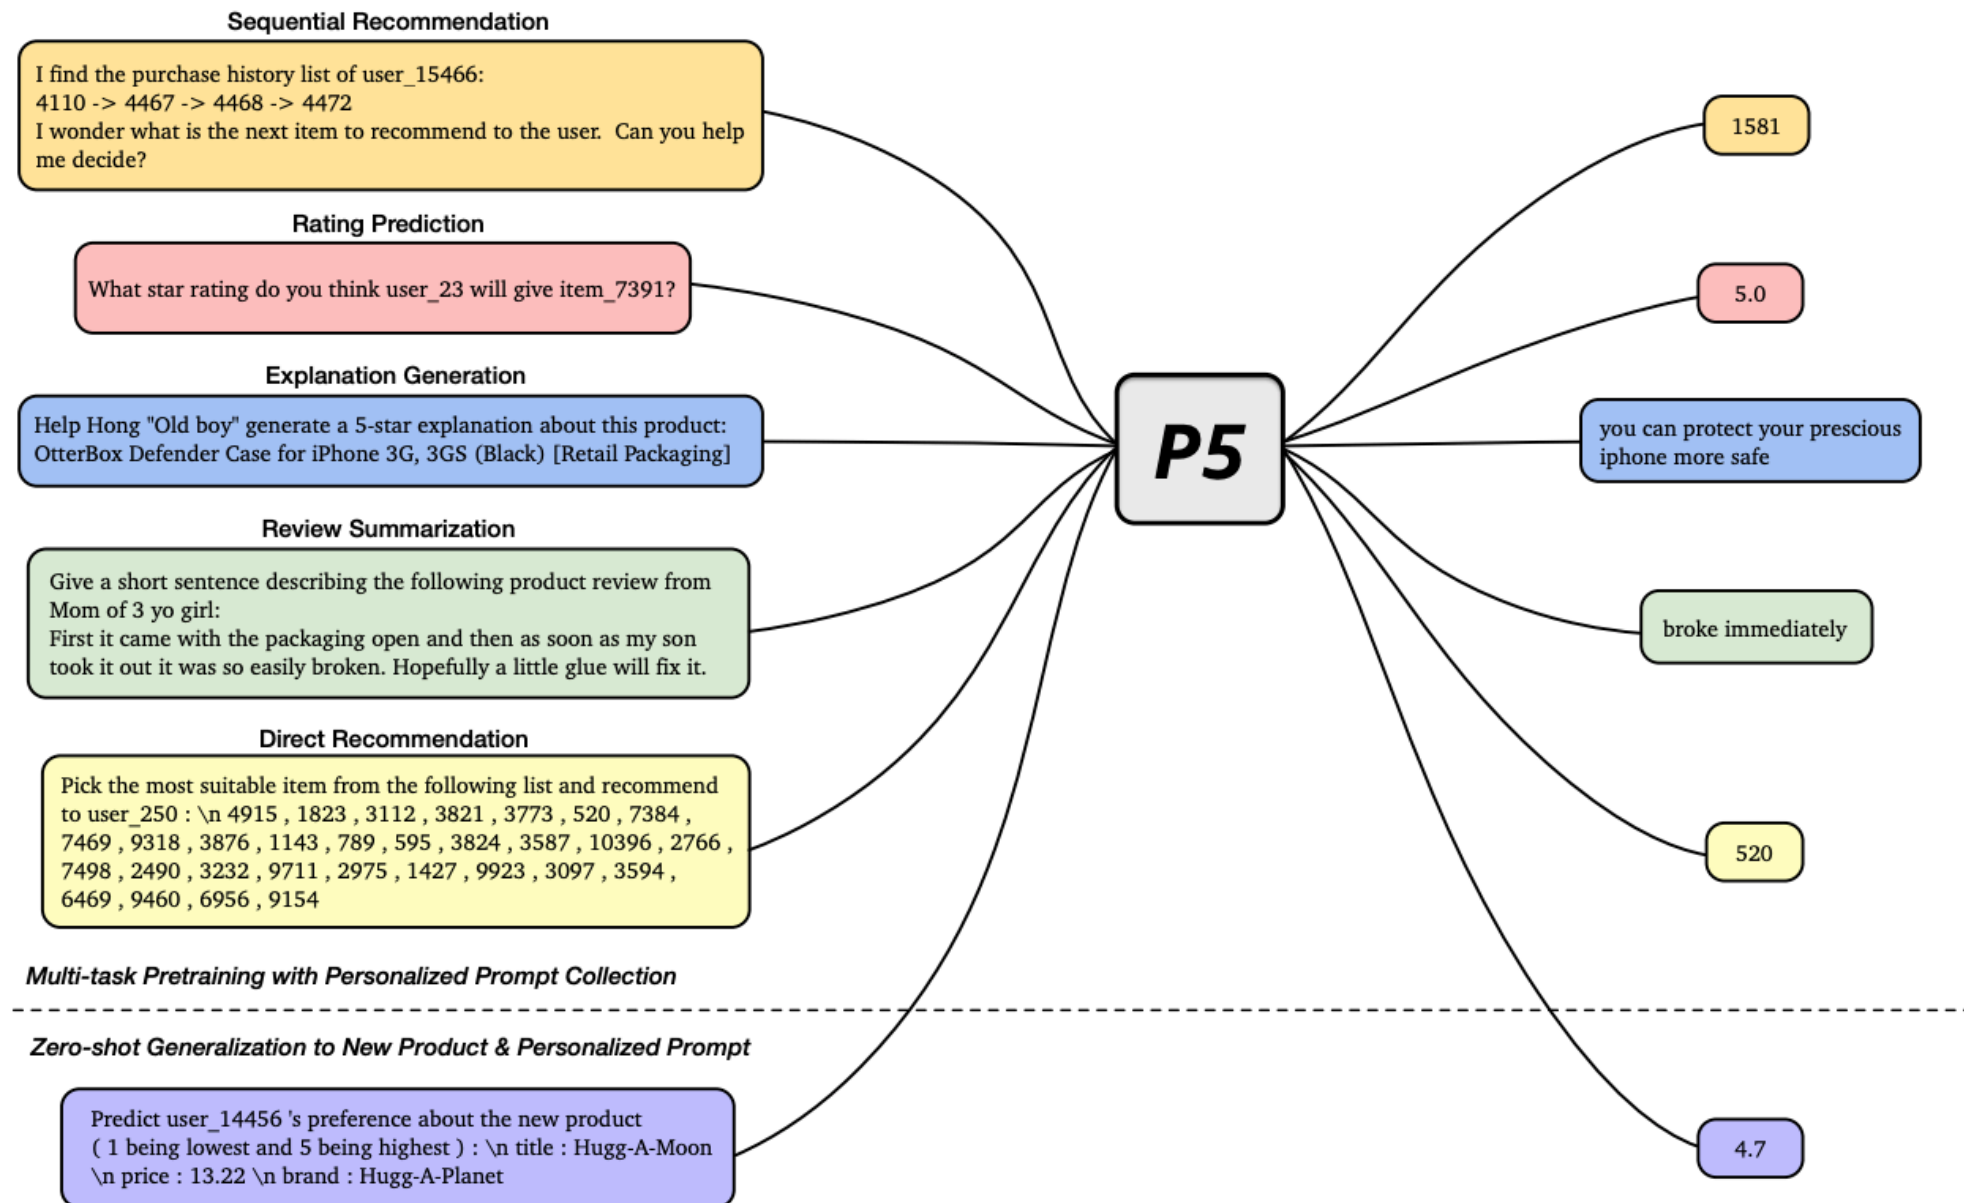 Sequential Recommendation
I find the purchase history list of user_15466:
4110 -> 4467 -> 4468 -> 4472
I wonder what is the next item to recommend to the user. Can you help
me decide?
1581
Rating Prediction
What star rating do you think user_23 will give item_7391?
5.0
Explanation Generation
Help Hong "Old boy" generate a 5-star explanation about this product:
OtterBox Defender Case for iPhone 3G, 3GS (Black) [Retail Packaging]
P5
you can protect your prescious
iphone more safe
Review Summarization
Give a short sentence describing the following product review from
Mom of 3 yo girl:
First it came with the packaging open and then as soon as my son
took it out it was so easily broken. Hopefully a little glue will fix it.
broke immediately
Direct Recommendation
Pick the most suitable item from the following list and recommend
to user_250 : \n 4915 , 1823 , 3112 , 3821 , 3773 , 520 , 7384 ,
7469 , 9318 , 3876 , 1143 , 789 , 595 , 3824 , 3587 , 10396 , 2766 ,
7498 , 2490 , 3232 , 9711 , 2975 , 1427 , 9923 , 3097 , 3594 ,
6469 , 9460 , 6956 , 9154
520
Multi-task Pretraining with Personalized Prompt Collection
Zero-shot Generalization to New Product & Personalized Prompt
Predict user_14456 's preference about the new product
( 1 being lowest and 5 being highest ) : \n title : Hugg-A-Moon
\n price : 13.22 \n brand : Hugg-A-Planet
4.7